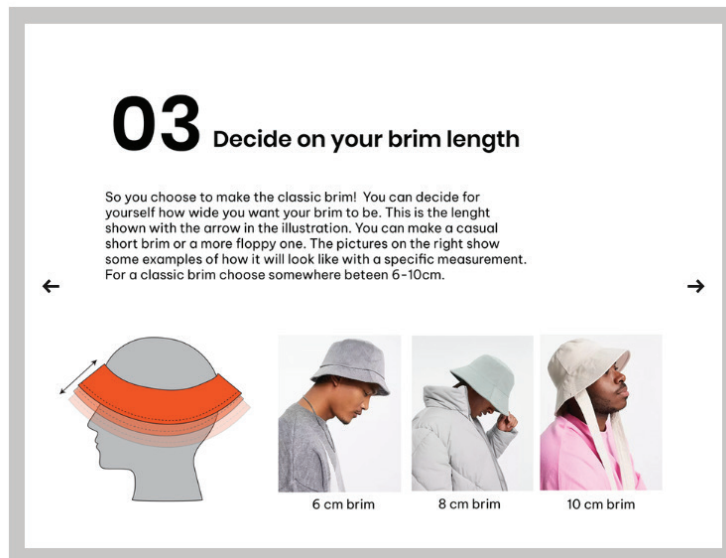 03 Decide on your brim length
So you choose to make the classic brim! You can decide for
yourself how wide you want your brim to be. This is the lenght
shown with the arrow in the illustration. You can make a casual
short brim or a more floppy one. The pictures on the right show
some examples of how it will look like with a specific measurement.
For a classic brim choose somewhere beteen 6-10cm.
6 cm brim
8 cm brim
10 cm brim